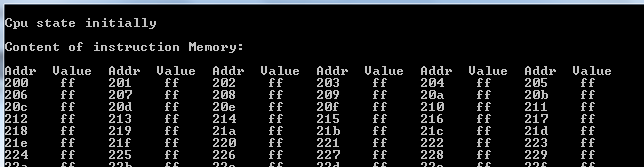 Cpu state initially
Content of instruction Memory:
Addr Value Addr Value Addr Value Addr Value Addr Value Addr Value
200 ff 201 ff 202 ff 203 ff 204 ff 205 ff
206 ff 207 ff 208 ff 209 ff 20a ff 20b ff
20c ff 20d ff 20e ff 20f ff 210 ff 211 ff
212 ff 213 ff 214 ff 215 ff 216 ff 217 ff
218 ff 219 ff 21a ff 21b ff 21c ff 21d ff
21e ff 21f ff 220 ff 221 ff 222 ff 223 ff
224 ff 225 ff 226 ff 227 ff 228 ff 229 ff